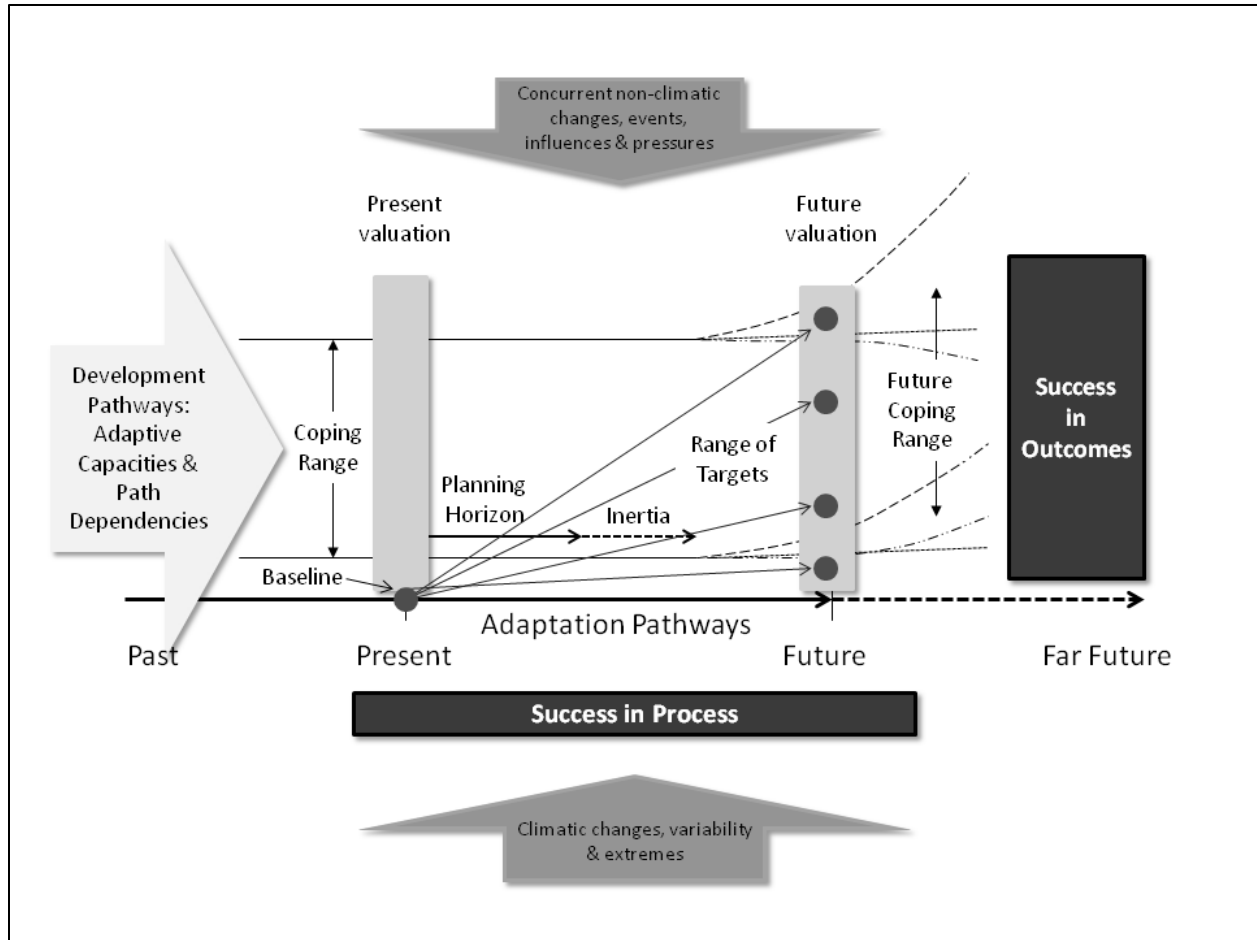 Concurrent non-climatic
changes, events,
influences & pressures
Present
valuation
Future
valuation
Development
Pathways:
Adaptive
Capacities &
Path
Dependencies
Coping
Range
Planning
Horizon
Inertia
Range of
Targets
Future
Coping
Range
Success
in
Outcomes
Baseline
Adaptation Pathways
Past
Present
Future
Far Future
Success in Process
Climatic changes, variability
& extremes